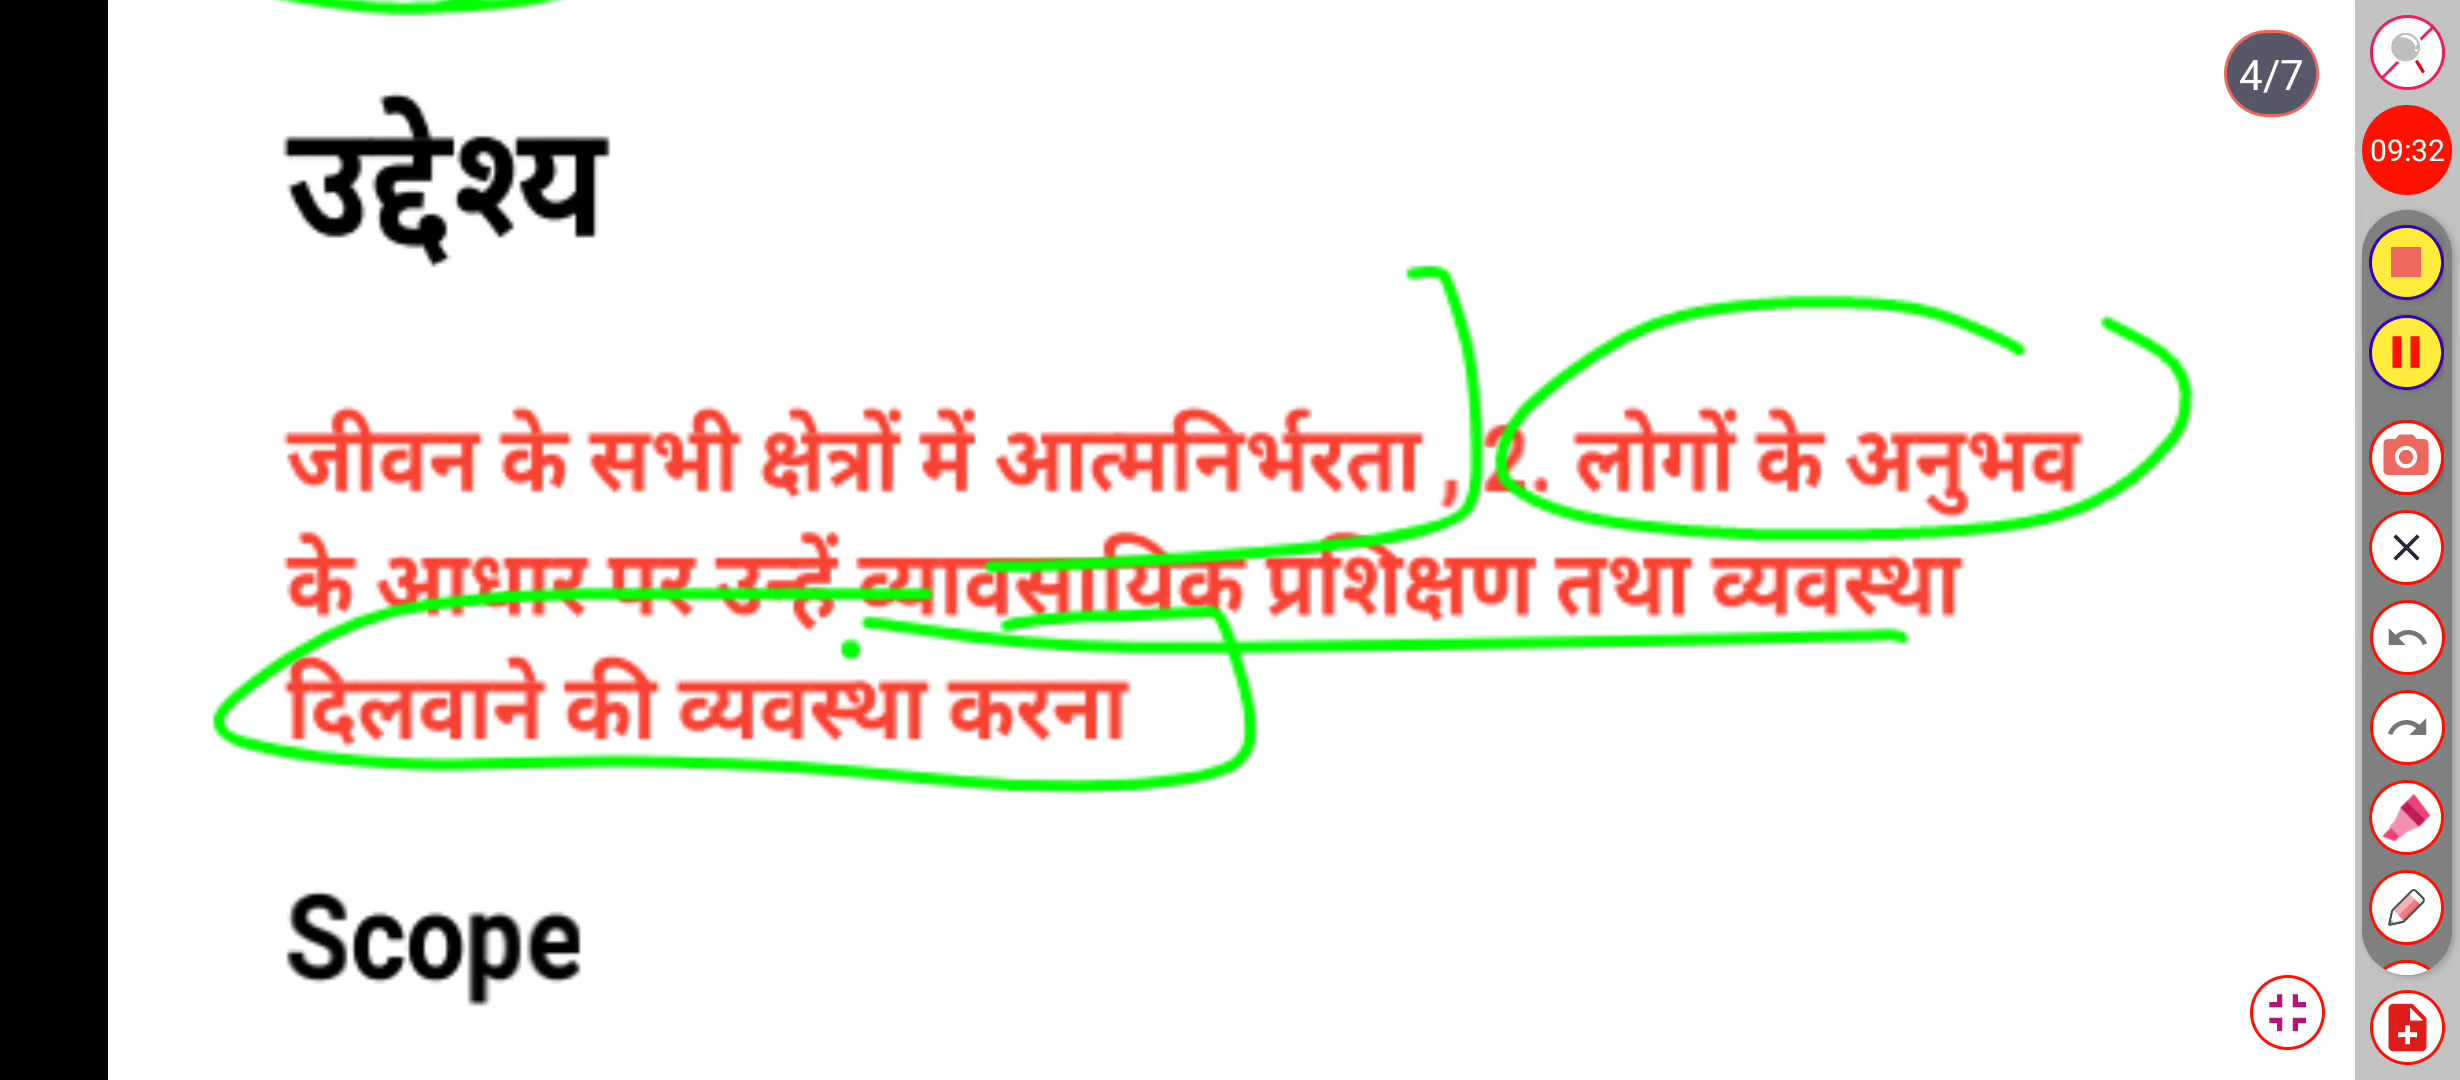 उद्देश्य
4/7
09:32
जीवन के सभी क्षेत्रों में आत्मनिर्भरता , 2. लोगों के अनुभव
के आधार पर उन्हें व्यावसायिक प्रशिक्षण तथा व्यवस्था
दिलवाने की व्यवस्था करना
Scope